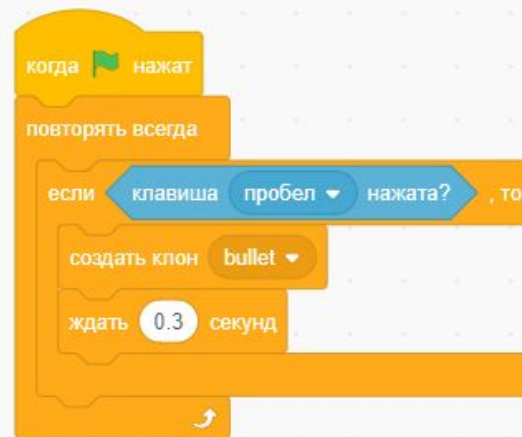 когда нажат
повторять всегда
если клавиша пробел нажата? , то
создать клон bullet
ждать 0.3 секунд